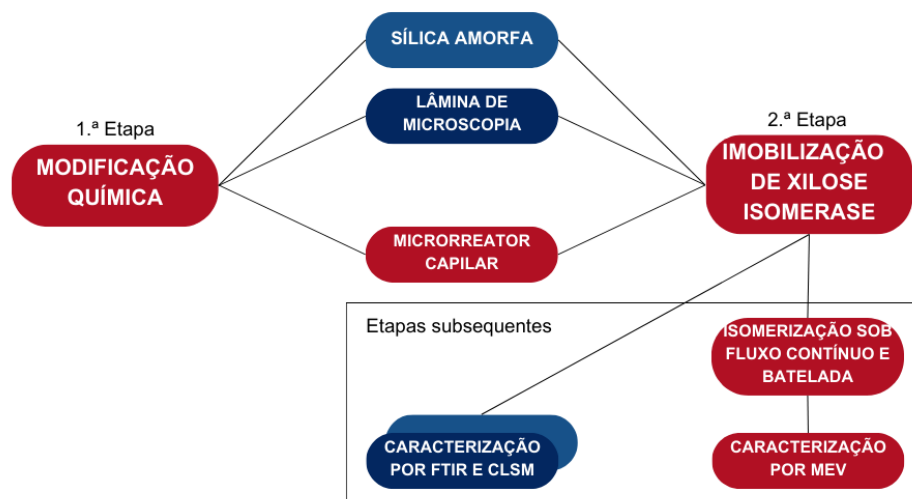 SÍLICA AMORFA
LÂMINA DE
MICROSCOPIA
1.ª Etapa
MODIFICAÇÃO
QUÍMICA
2.ª Etapa
IMOBILIZAÇÃO
DE XILOSE
ISOMERASE
MICRORREATOR
CAPILAR
Etapas subsequentes
ISOMERIZAÇÃO SOB
FLUXO CONTÍNUO E
BATELADA
CARACTERIZAÇÃO
POR FTIR E CLSM
CARACTERIZAÇÃO
POR MEV